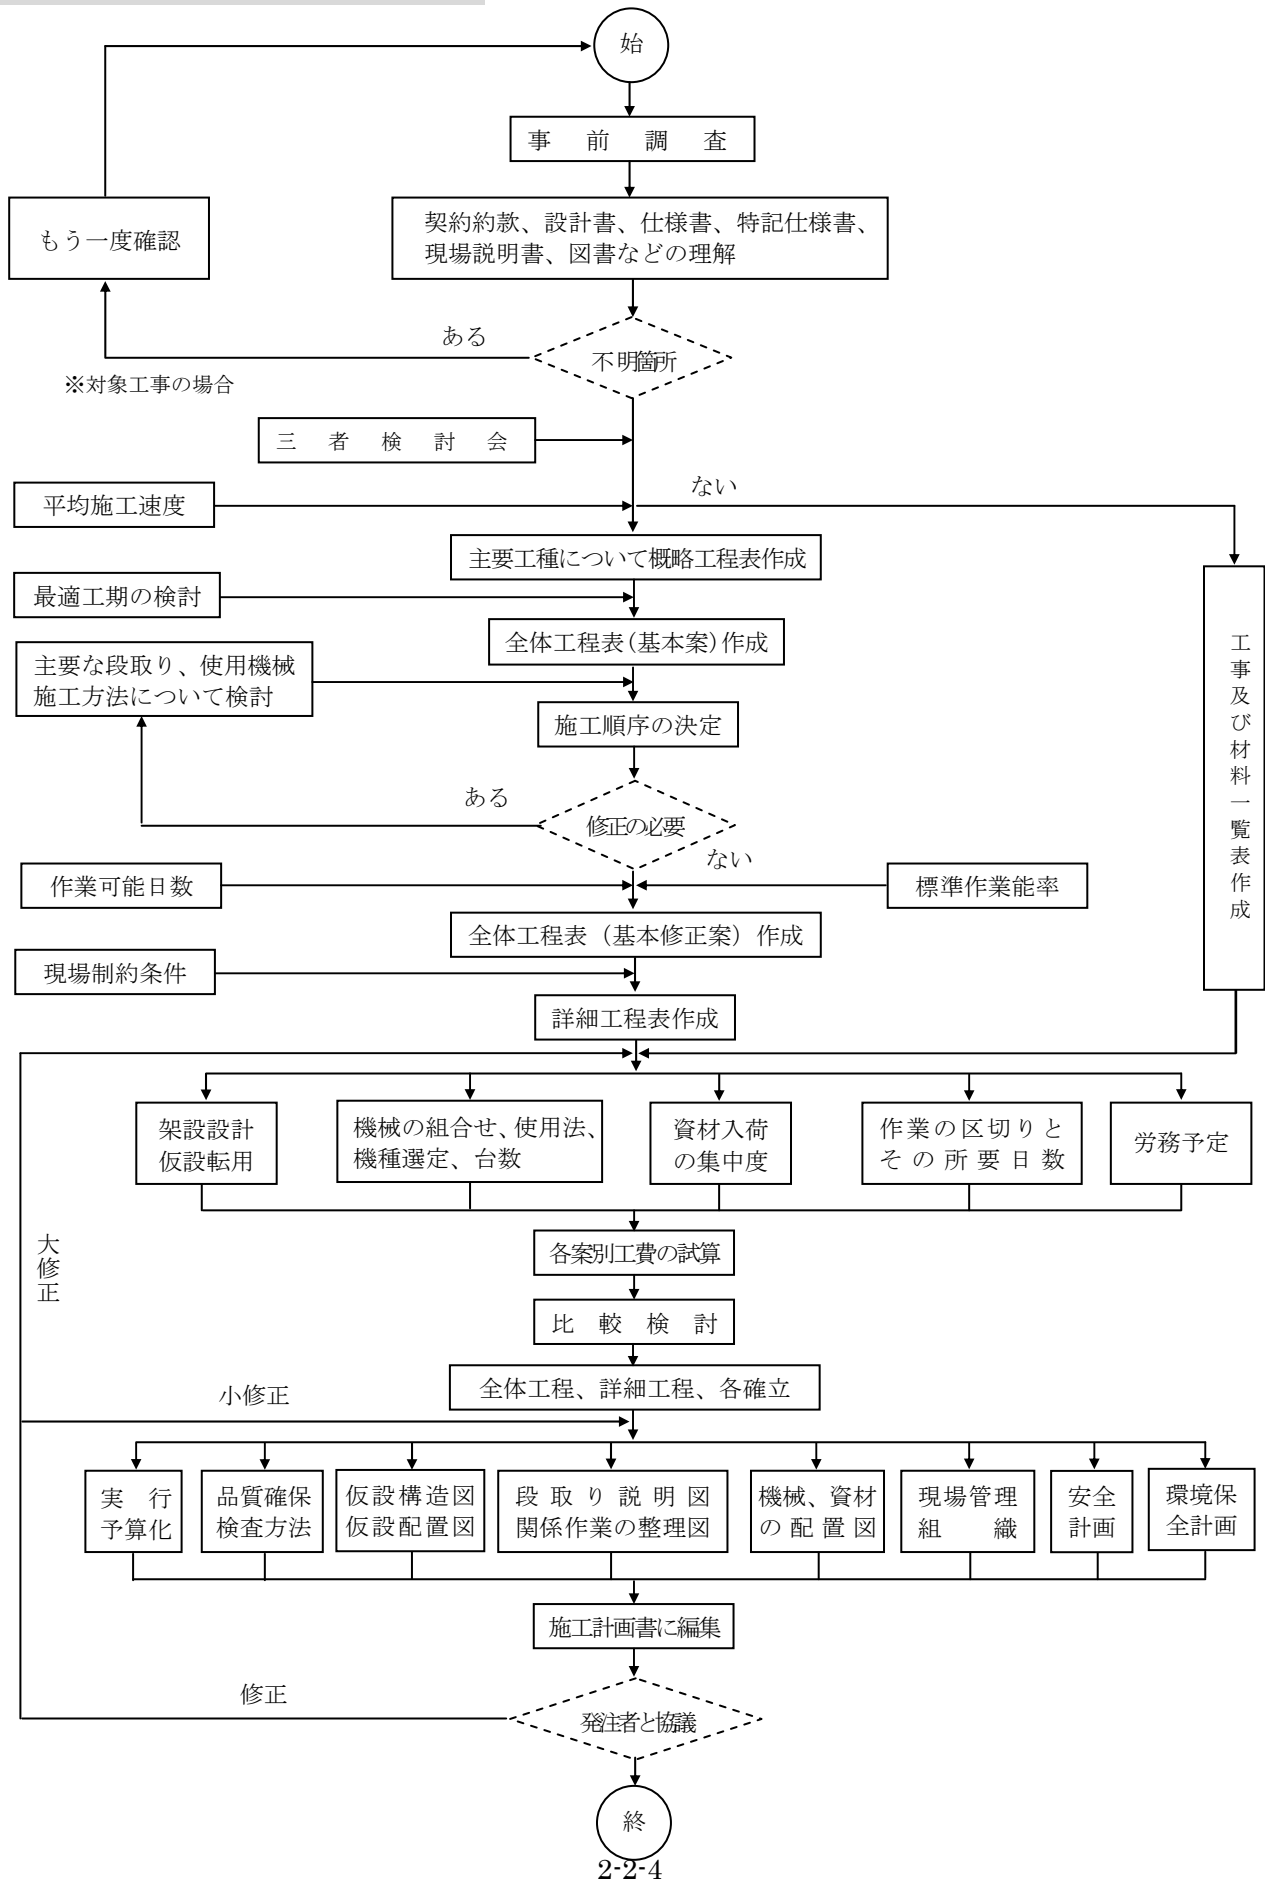 始
事前調査
もう一度確認
契約約款、設計書、仕様書、特記仕様書、
現場説明書、図書などの理解
ある
不明箇所
※対象工事の場合
三者検討会
ない
平均施工速度
主要工種について概略工程表作成
最適工期の検討
全体工程表(基本案)作成
主要な段取り、使用機械
施工方法について検討
施工順序の決定
工事及び材料一覧表作成
ある
修正の必要
ない
作業可能日数
標準作業能率
全体工程表（基本修正案）作成
現場制約条件
詳細工程表作成
架設設計
仮設転用
機械の組合せ、使用法、
機種選定、台数
資材入荷
の集中度
作業の区切りと
その所要日数
労務予定
大修正
各案別工費の試算
比較検討
全体工程、詳細工程、各確立
小修正
実行
予算化
品質確保
検査方法
仮設構造図
仮設配置図
段取り説明図
関係作業の整理図
機械、資材
の配置図
現場管理
組織
安全
計画
環境保
全計画
施工計画書に編集
修正
発注者と協議
終
2-2-4